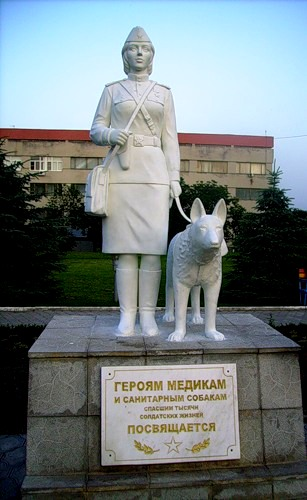 ГЕРОЯМ МЕДИКАМ
И САНИТАРНЫМ СОБАКАМ
СПАСШИМ ТЫСЯЧИ
СОЛДАТСКИХ ЖИЗНЕЙ
ПОСВЯЩАЕТСЯ